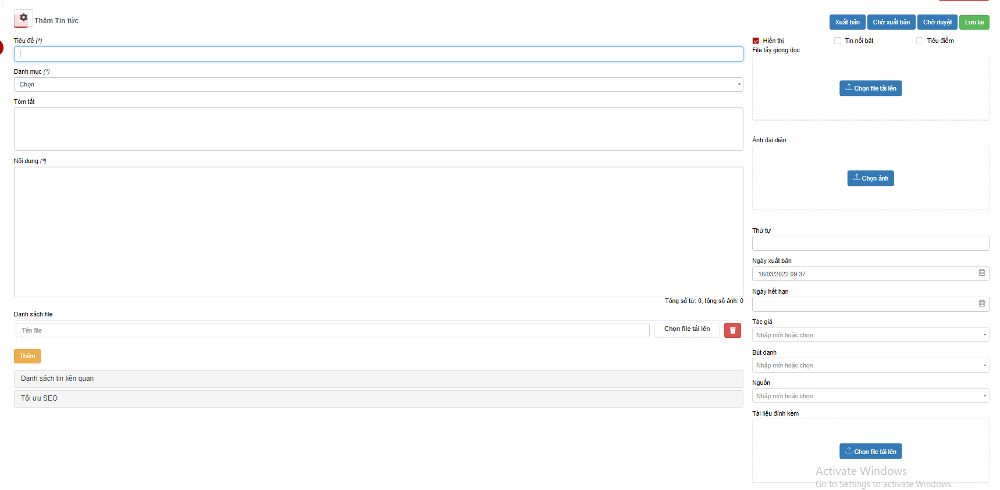 Thêm Tin tức
Xuất bản
Chờ xuất bản
Chờ duyệt
Lưu lại
Tiêu đề (*)
Danh mục (*)
Chọn
Tóm tắt
Nội dung (*)
Tổng số từ: 0, tổng số ảnh: 0
Danh sách file
Tên file
Chọn file tải lên
Thêm
Danh sách tin liên quan
Tối ưu SEO
Hiển thị
Tin nổi bật
Tiêu điểm
File lấy giọng đọc
Chọn file tải lên
Ảnh đại diện
Chọn ảnh
Thứ tự
Ngày xuất bản
16/03/2022 09:37
Ngày hết hạn
Tác giả
Nhập mới hoặc chọn
Bút danh
Nhập mới hoặc chọn
Nguồn
Nhập mới hoặc chọn
Tài liệu đính kèm
Chọn file tải lên
Activate Windows
Go to Settings to activate Windows.